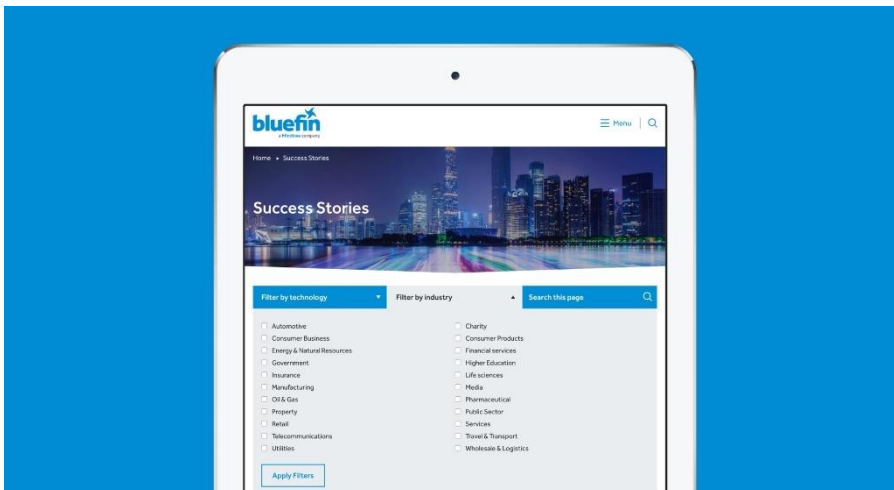 bluefin
a Mindtree company
Menu
Home ▸ Success Stories
Success Stories
Filter by technology
Filter by industry
Search this page
Automotive
Charity
Consumer Business
Consumer Products
Energy & Natural Resources
Financial services
Government
Higher Education
Insurance
Life sciences
Manufacturing
Media
Oil & Gas
Pharmaceutical
Property
Public Sector
Retail
Services
Telecommunications
Travel & Transport
Utilities
Wholesale & Logistics
Apply Filters